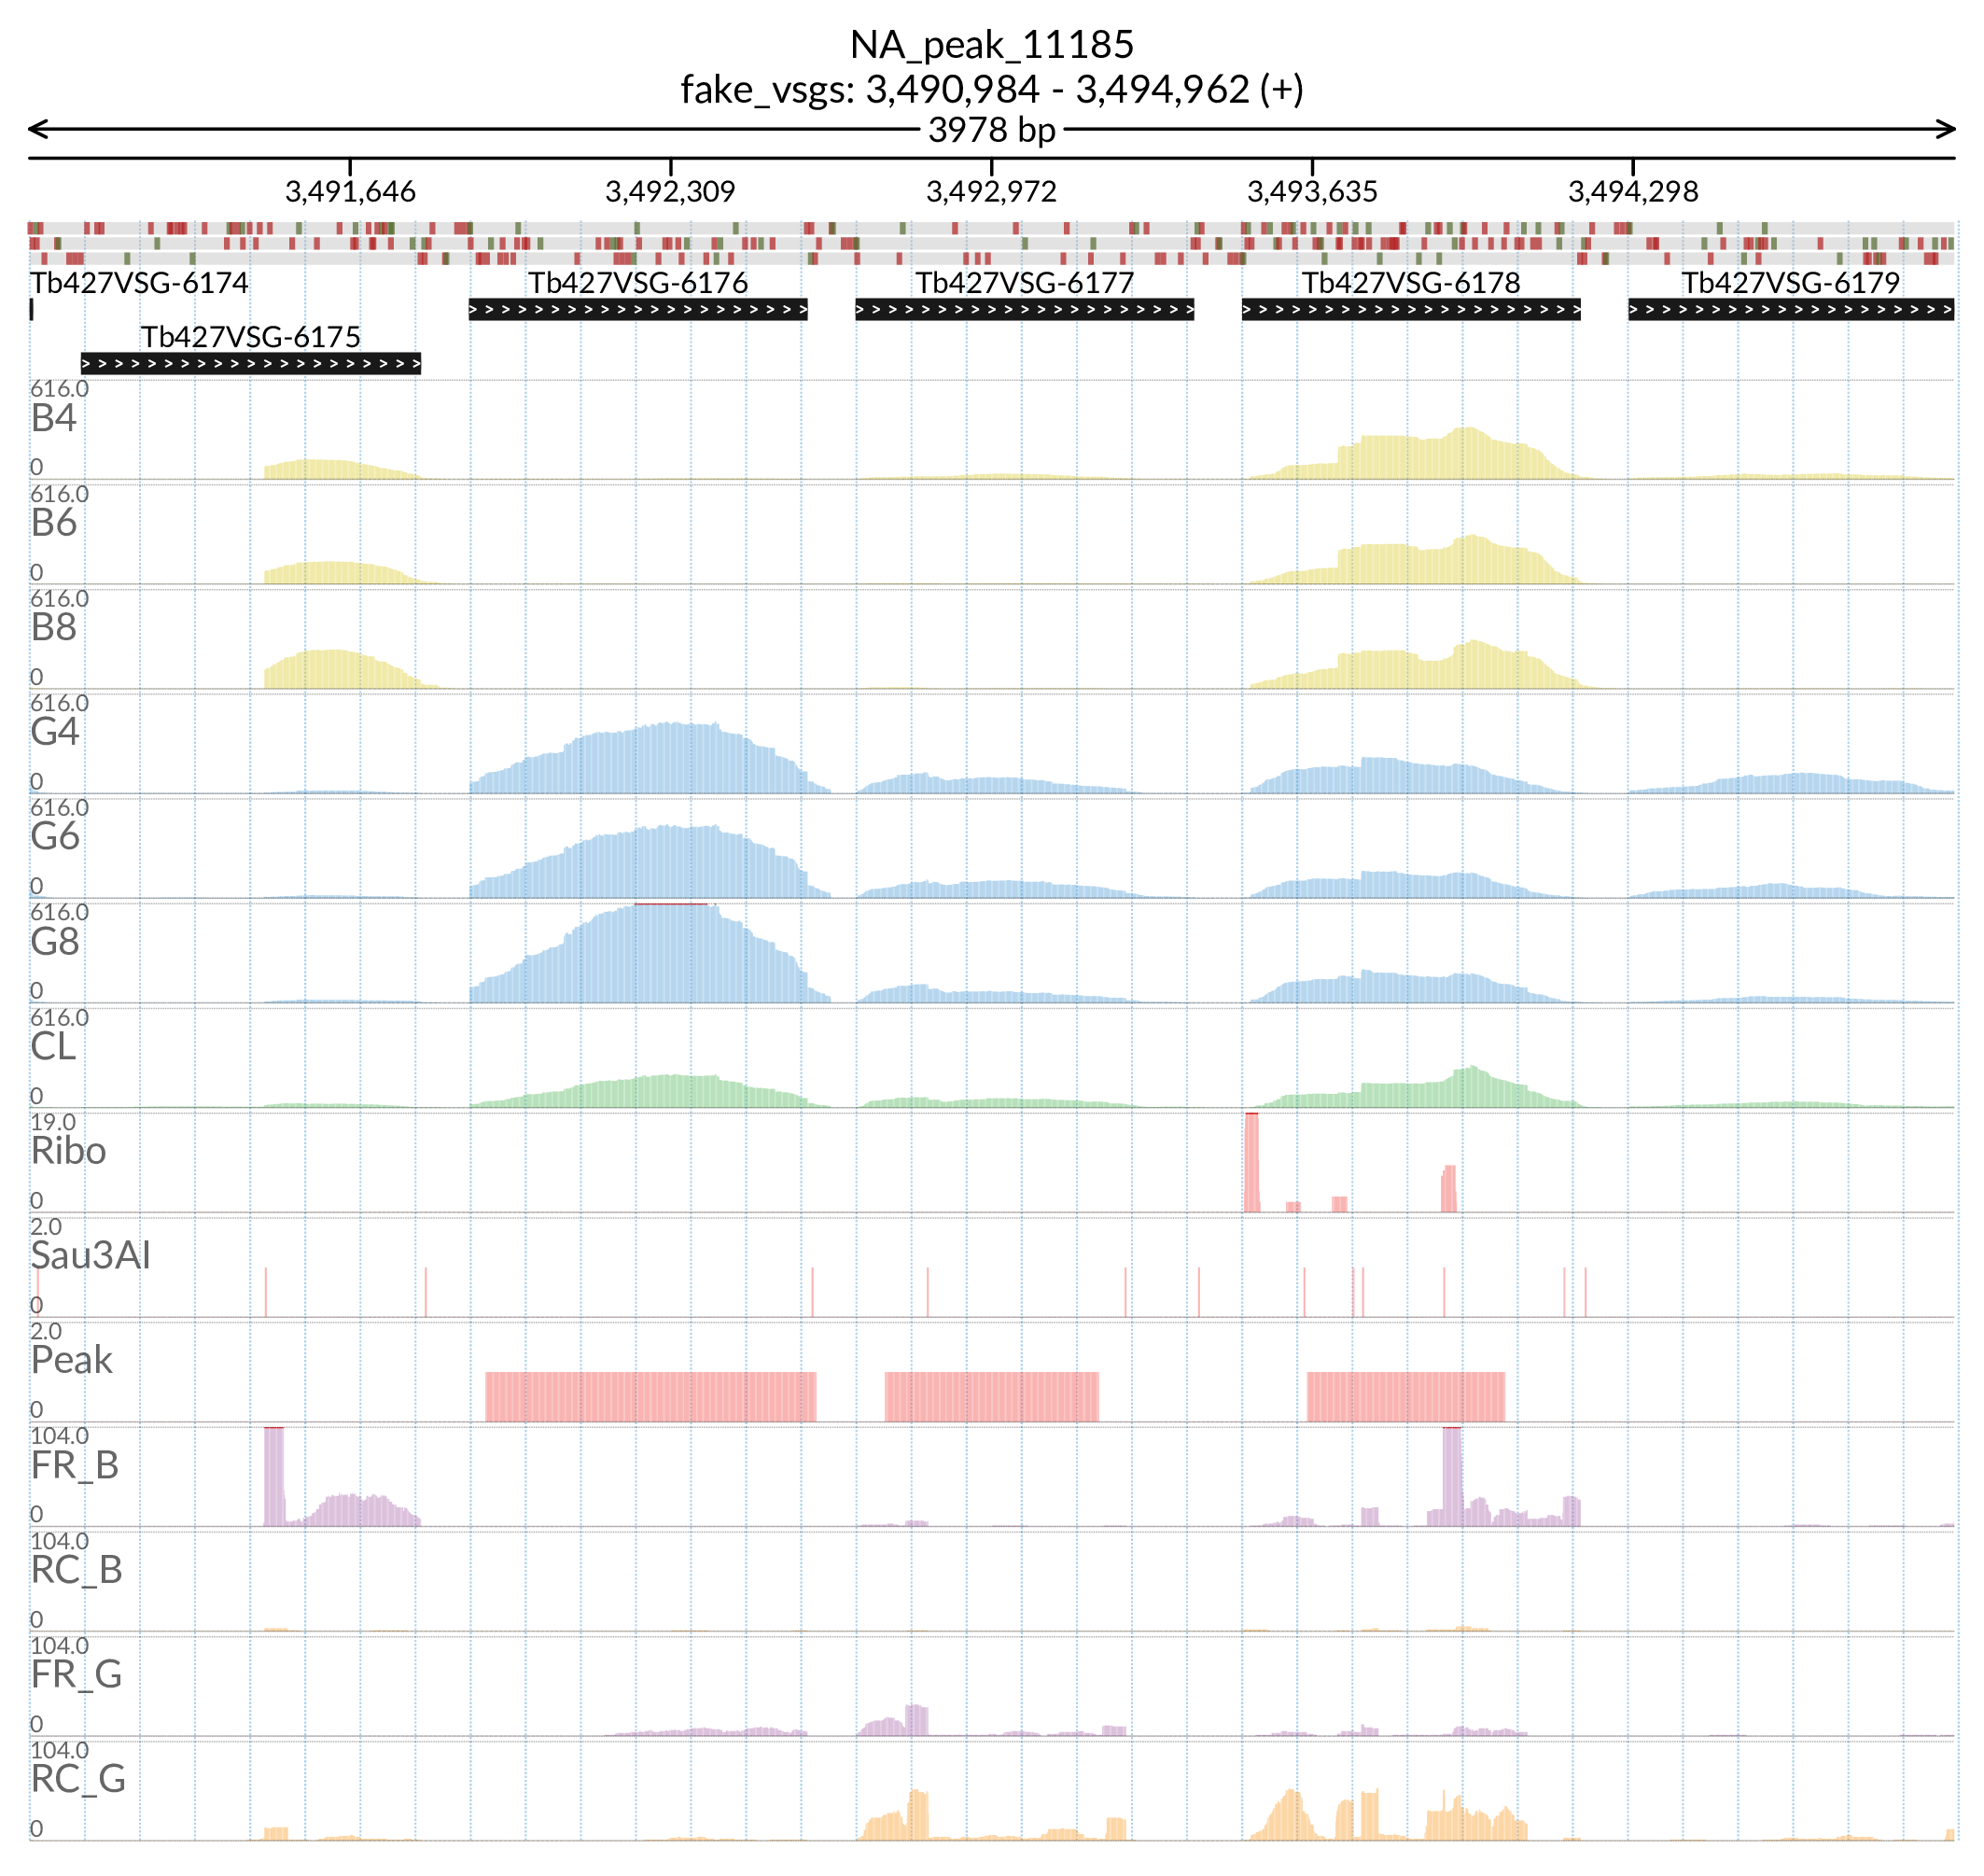 NA_peak_11185
fake_vsgs: 3,490,984 - 3,494,962 (+)
3978 bp
3,491,646 3,492,309 3,492,972 3,493,635 3,494,298
Tb427VSG-6174 Tb427VSG-6176 Tb427VSG-6177 Tb427VSG-6178 Tb427VSG-6179
Tb427VSG-6175
616.0
B4
0
616.0
B6
0
616.0
B8
0
616.0
G4
0
616.0
G6
0
616.0
G8
0
616.0
CL
0
19.0
Ribo
0
2.0
Sau3AI
0
2.0
Peak
0
104.0
FR_B
0
104.0
RC_B
0
104.0
FR_G
0
104.0
RC_G
0